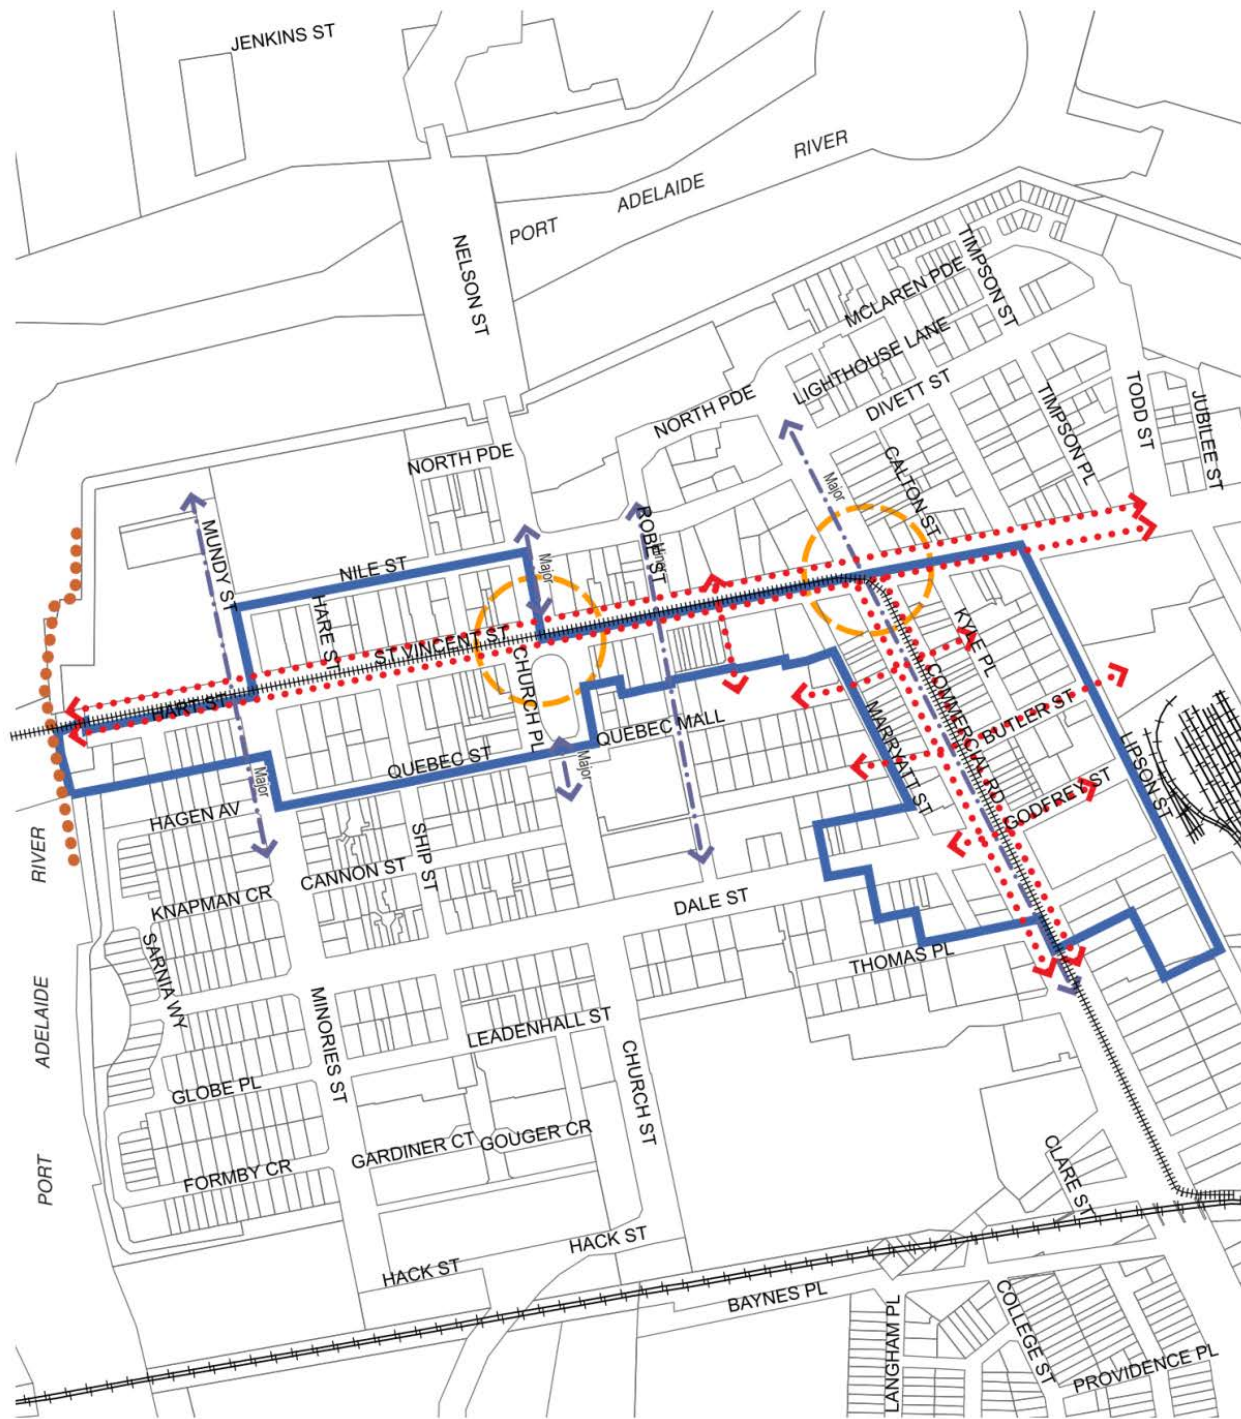 JENKINS ST
RIVER
ADELAIDE
PORT
NELSON ST
TIMPSON ST
MCLAREN PDE
LIGHTHOUSE LANE
DIVETT ST
NORTH PDE
TIMPSON PL
TODD ST
JUBILEE ST
NORTH PDE
CALTON ST
Major
MUNDY ST
ROBE ST
Minor
Major
NILE ST
HARE ST
ST VINCENT ST
KYLE PL
CHURCH PL
HART ST
COMMERCIAL RD
BUTLER ST
MARRYATT ST
QUEBEC MALL
QUEBEC ST
LIPSON ST
Major
Major
GODFREY ST
HAGEN AV
RIVER
SHIP ST
CANNON ST
KNAPMAN CR
DALE ST
THOMAS PL
SARNIA WY
ADELAIDE
MINORIES ST
LEADENHALL ST
GLOBE PL
CHURCH ST
GARDINER CT
GOUGER CR
PORT
FORMBY CR
CLARE ST
HACK ST
HACK ST
BAYNES PL
LANGHAM PL
COLLEGE ST
PROVIDENCE PL